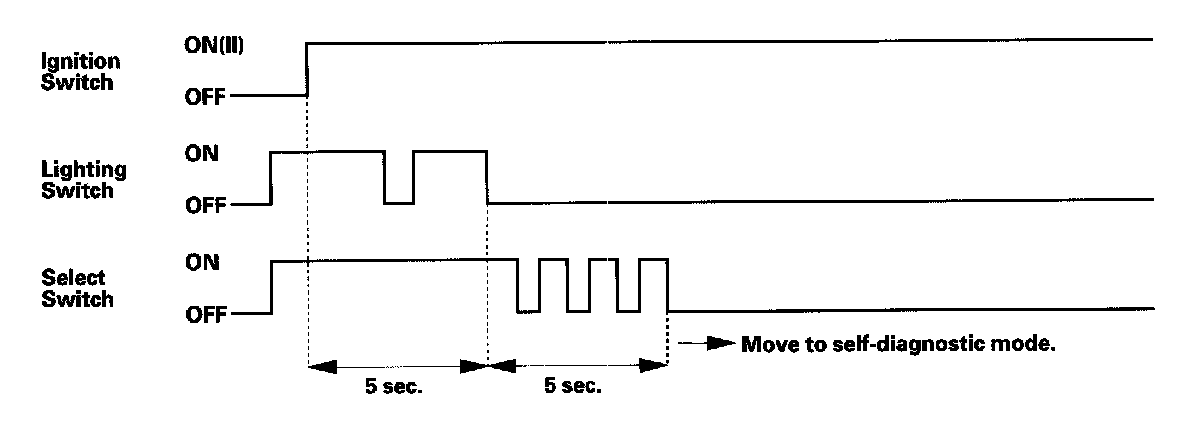 Ignition
Switch
ON(II)
OFF
Lighting
Switch
ON
OFF
Select
Switch
ON
OFF
Move to self-diagnostic mode.
5 sec.
5 sec.